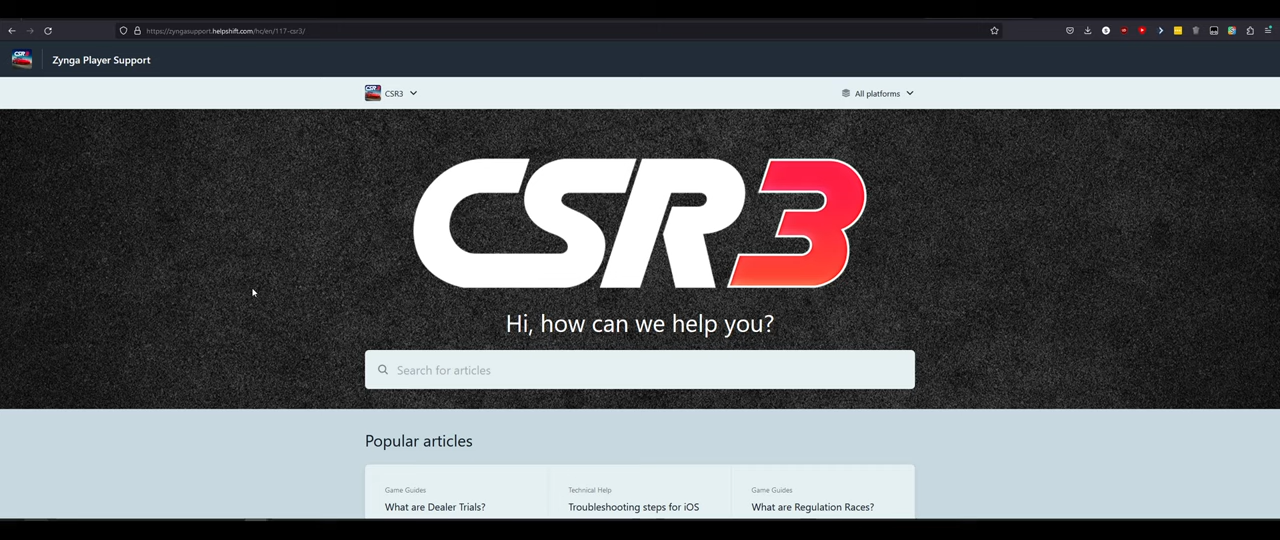 https://zyngasupport.helpshift.com/hc/en/117-csr3/
Zynga Player Support
CSR3
All platforms
CSR3
Hi, how can we help you?
Search for articles
Popular articles
Game Guides
What are Dealer Trials?
Technical Help
Troubleshooting steps for iOS
Game Guides
What are Regulation Races?